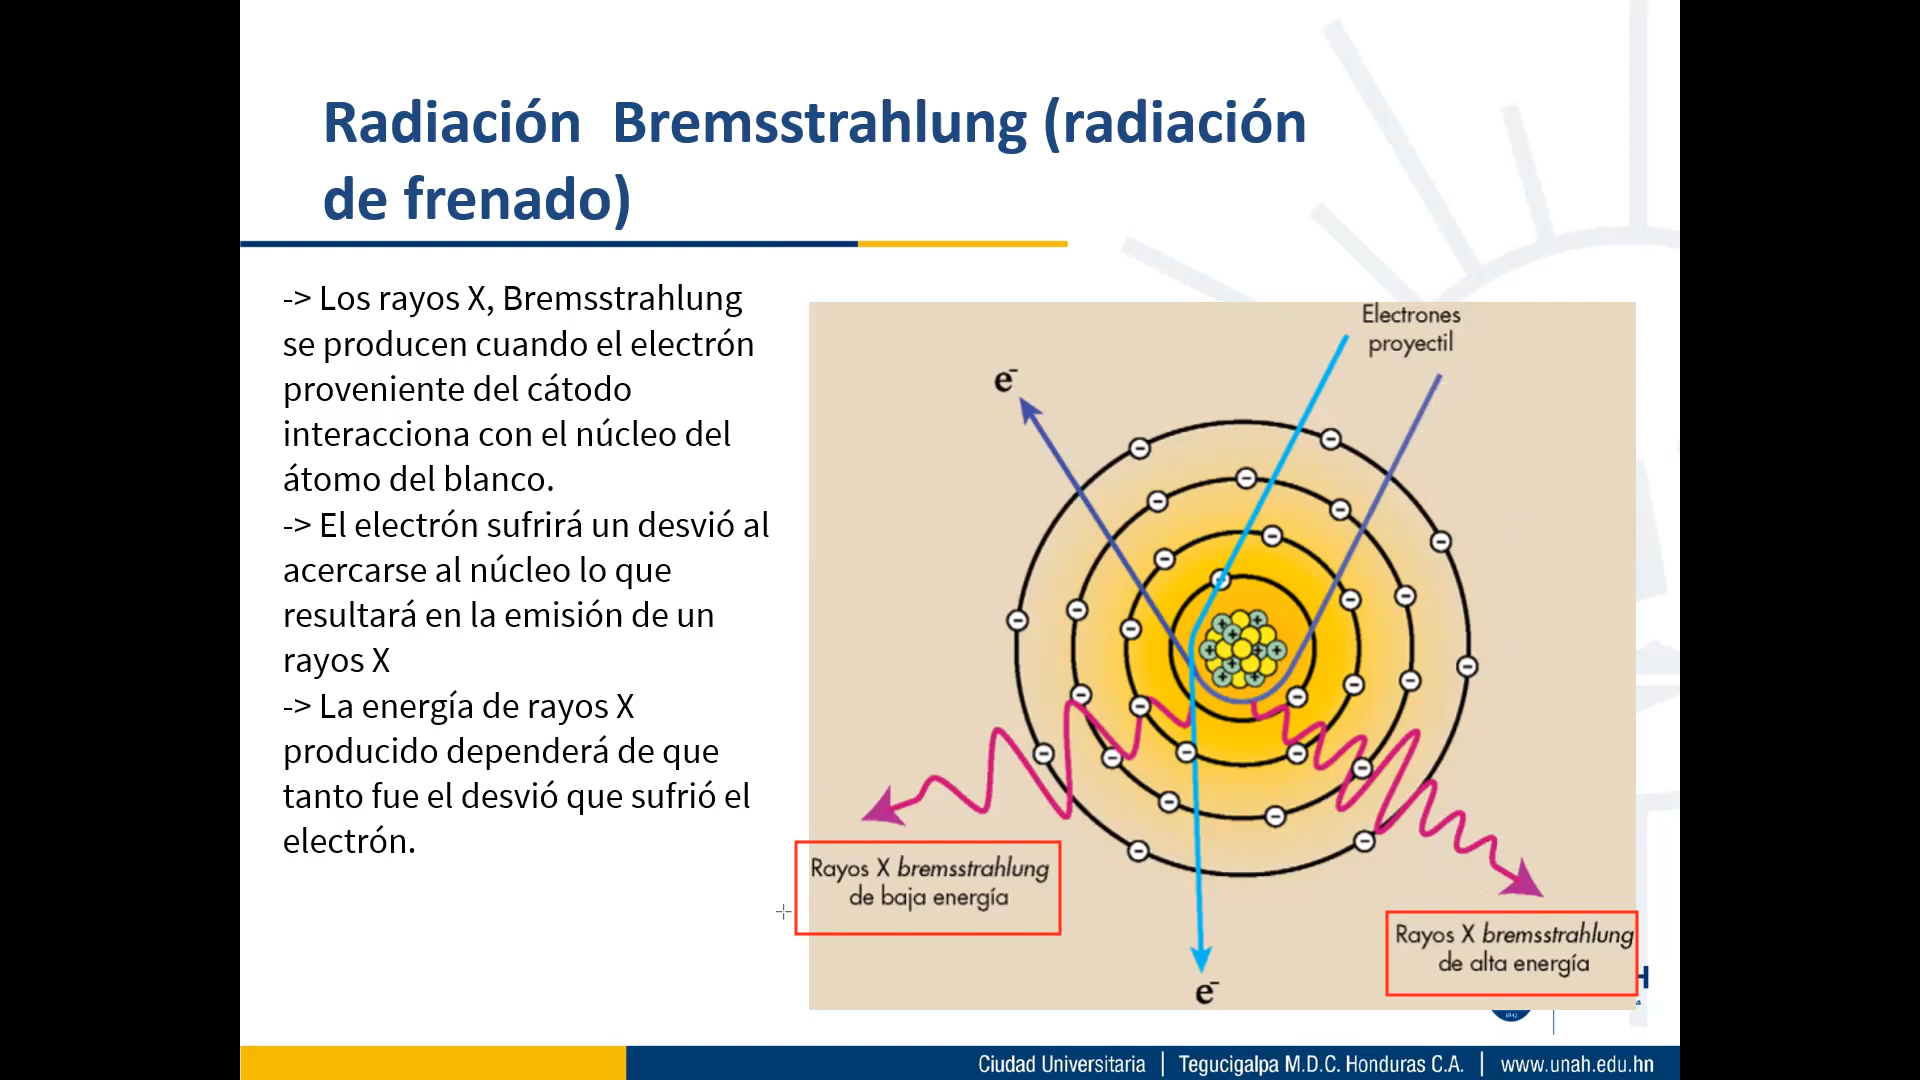 Radiación  Bremsstrahlung (radiación
de frenado)
-> Los rayos X, Bremsstrahlung
se producen cuando el electrón
proveniente del cátodo
interacciona con el núcleo del
átomo del blanco.
-> El electrón sufrirá un desvió al
acercarse al núcleo lo que
resultará en la emisión de un
rayos X
-> La energía de rayos X
producido dependerá de que
tanto fue el desvió que sufrió el
electrón.
Electrones
proyectil
e-
Rayos X bremsstrahlung
de baja energía
Rayos X bremsstrahlung
de alta energía
e-
Ciudad Universitaria | Tegucigalpa M.D.C. Honduras C.A. | www.unah.edu.hn